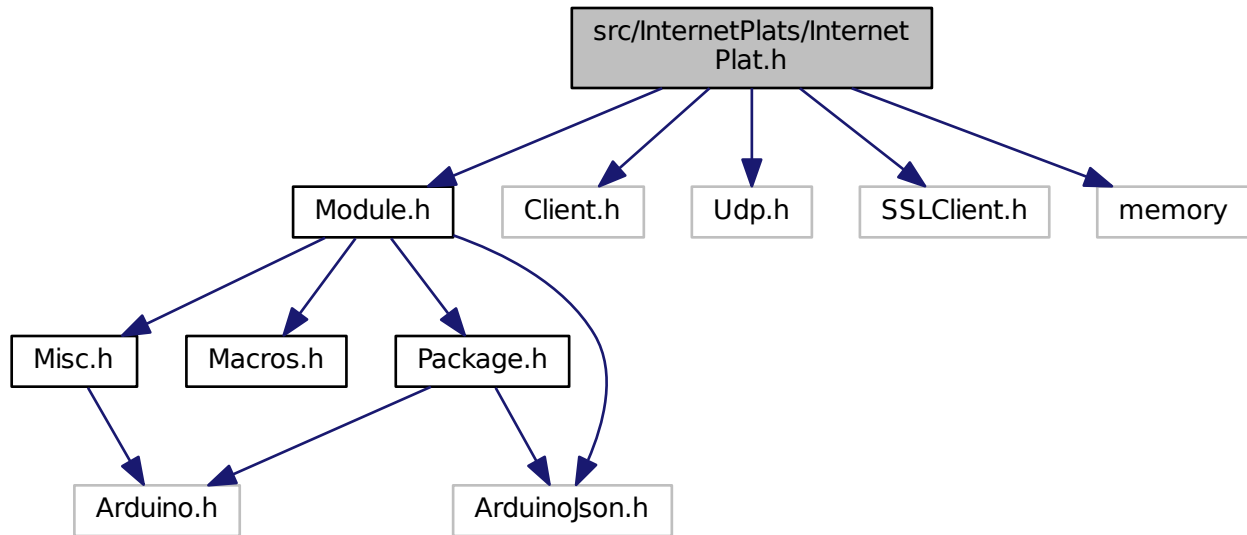 src/InternetPlats/Internet
Plat.h
Module.h
Client.h
Udp.h
SSLClient.h
memory
Misc.h
Macros.h
Package.h
Arduino.h
ArduinoJson.h